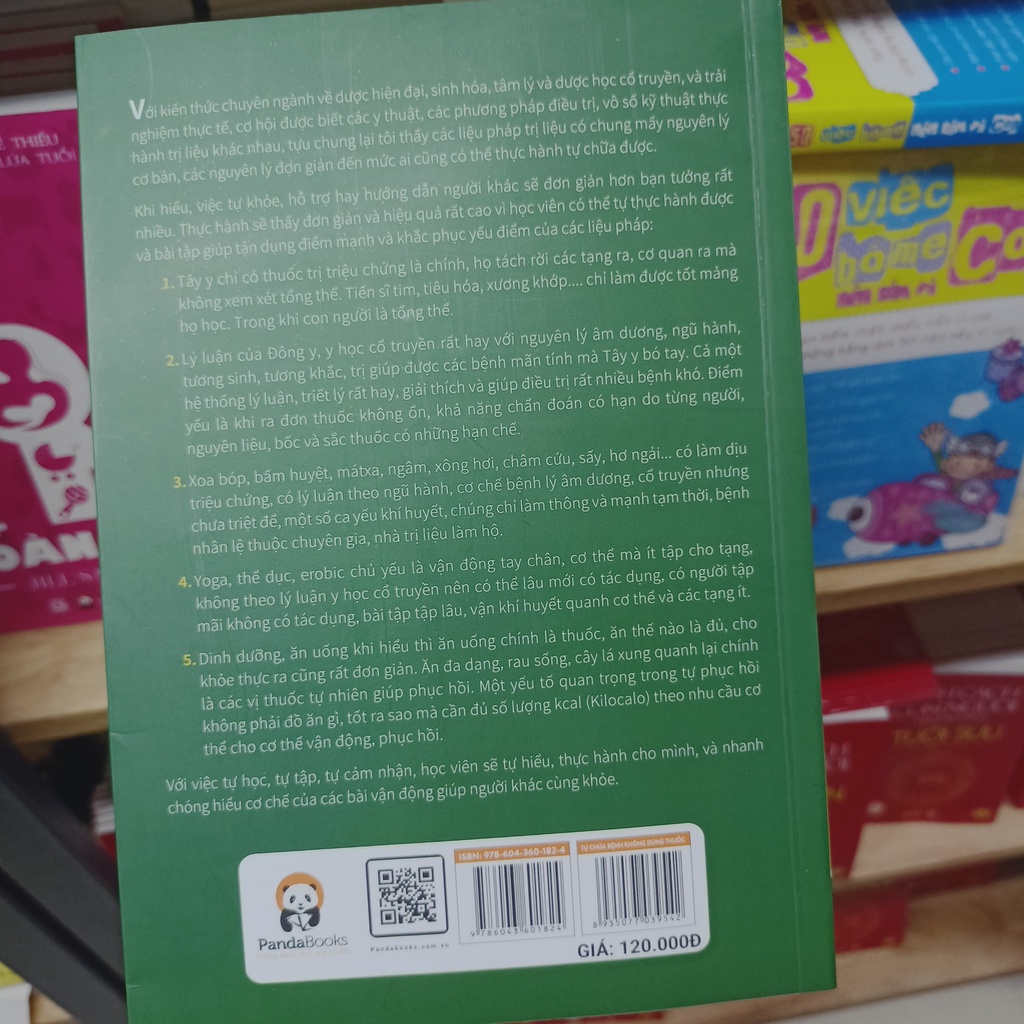 Với kiến thức chuyên ngành về dược hiện đại, sinh hóa, tâm lý và dược học cổ truyền, và trải
nghiệm thực tế, cơ hội được biết các y thuật, các phương pháp điều trị, vô số kỹ thuật thực
hành trị liệu khác nhau, tựu chung lại tôi thấy các liệu pháp trị liệu có chung mấy nguyên lý
cơ bản, các nguyên lý đơn giản đến mức ai cũng có thể thực hành tự chữa được.
Khi hiểu, việc tự khỏe, hỗ trợ hay hướng dẫn người khác sẽ đơn giản hơn bạn tưởng rất
nhiều. Thực hành sẽ thấy đơn giản và hiệu quả rất cao vì học viên có thể tự thực hành được
và bài tập giúp tận dụng điểm mạnh và khắc phục yếu điểm của các liệu pháp:
1. Tây y chỉ có thuốc trị triệu chứng là chính, họ tách rời các tạng ra, cơ quan ra mà
không xem xét tổng thể. Tiến sĩ tim, tiêu hóa, xương khớp.... chỉ làm được tốt mảng
họ học. Trong khi con người là tổng thể.
2. Lý luận của Đông y, y học cổ truyền rất hay với nguyên lý âm dương, ngũ hành,
tương sinh, tương khắc, trị giúp được các bệnh mãn tính mà Tây y bó tay. Cả một
hệ thống lý luận, triết lý rất hay, giải thích và giúp điều trị rất nhiều bệnh khó. Điểm
yếu là khi ra đơn thuốc không ổn, khả năng chẩn đoán có hạn do từng người,
nguyên liệu, bốc và sắc thuốc có những hạn chế.
3. Xoa bóp, bấm huyệt, mátxa, ngâm, xông hơi, châm cứu, sấy, hơ ngải... có làm dịu
triệu chứng, có lý luận theo ngũ hành, cơ chế bệnh lý âm dương, cổ truyền nhưng
chưa triệt để, một số ca yếu khí huyết, chúng chỉ làm thông và mạnh tạm thời, bệnh
nhân lệ thuộc chuyên gia, nhà trị liệu làm hộ.
4. Yoga, thể dục, erobic chủ yếu là vận động tay chân, cơ thể mà ít tập cho tạng,
không theo lý luận y học cổ truyền nên có thể lâu mới có tác dụng, có người tập
mãi không có tác dụng, bài tập tập lâu, vận khí huyết quanh cơ thể và các tạng ít.
5. Dinh dưỡng, ăn uống khi hiểu thì ăn uống chính là thuốc, ăn thế nào là đủ, cho
khỏe thực ra cũng rất đơn giản. Ăn đa dạng, rau sống, cây lá xung quanh lại chính
là các vị thuốc tự nhiên giúp phục hồi. Một yếu tố quan trọng trong tự phục hồi
không phải đồ ăn gì, tốt ra sao mà cần đủ số lượng kcal (Kilocalo) theo nhu cầu cơ
thể cho cơ thể vận động, phục hồi.
Với việc tự học, tự tập, tự cảm nhận, học viên sẽ tự hiểu, thực hành cho mình, và nhanh
chóng hiểu cơ chế của các bài vận động giúp người khác cùng khỏe.
PandaBooks
Pandabooks.com.vn
ISBN: 978-604-360-182-4
9 786043 601824
TỰ CHỮA BỆNH KHÔNG DÙNG THUỐC
8 935077 039542
GIÁ: 120.000Đ
THIẾU
LỨA TUỔI
việc
home